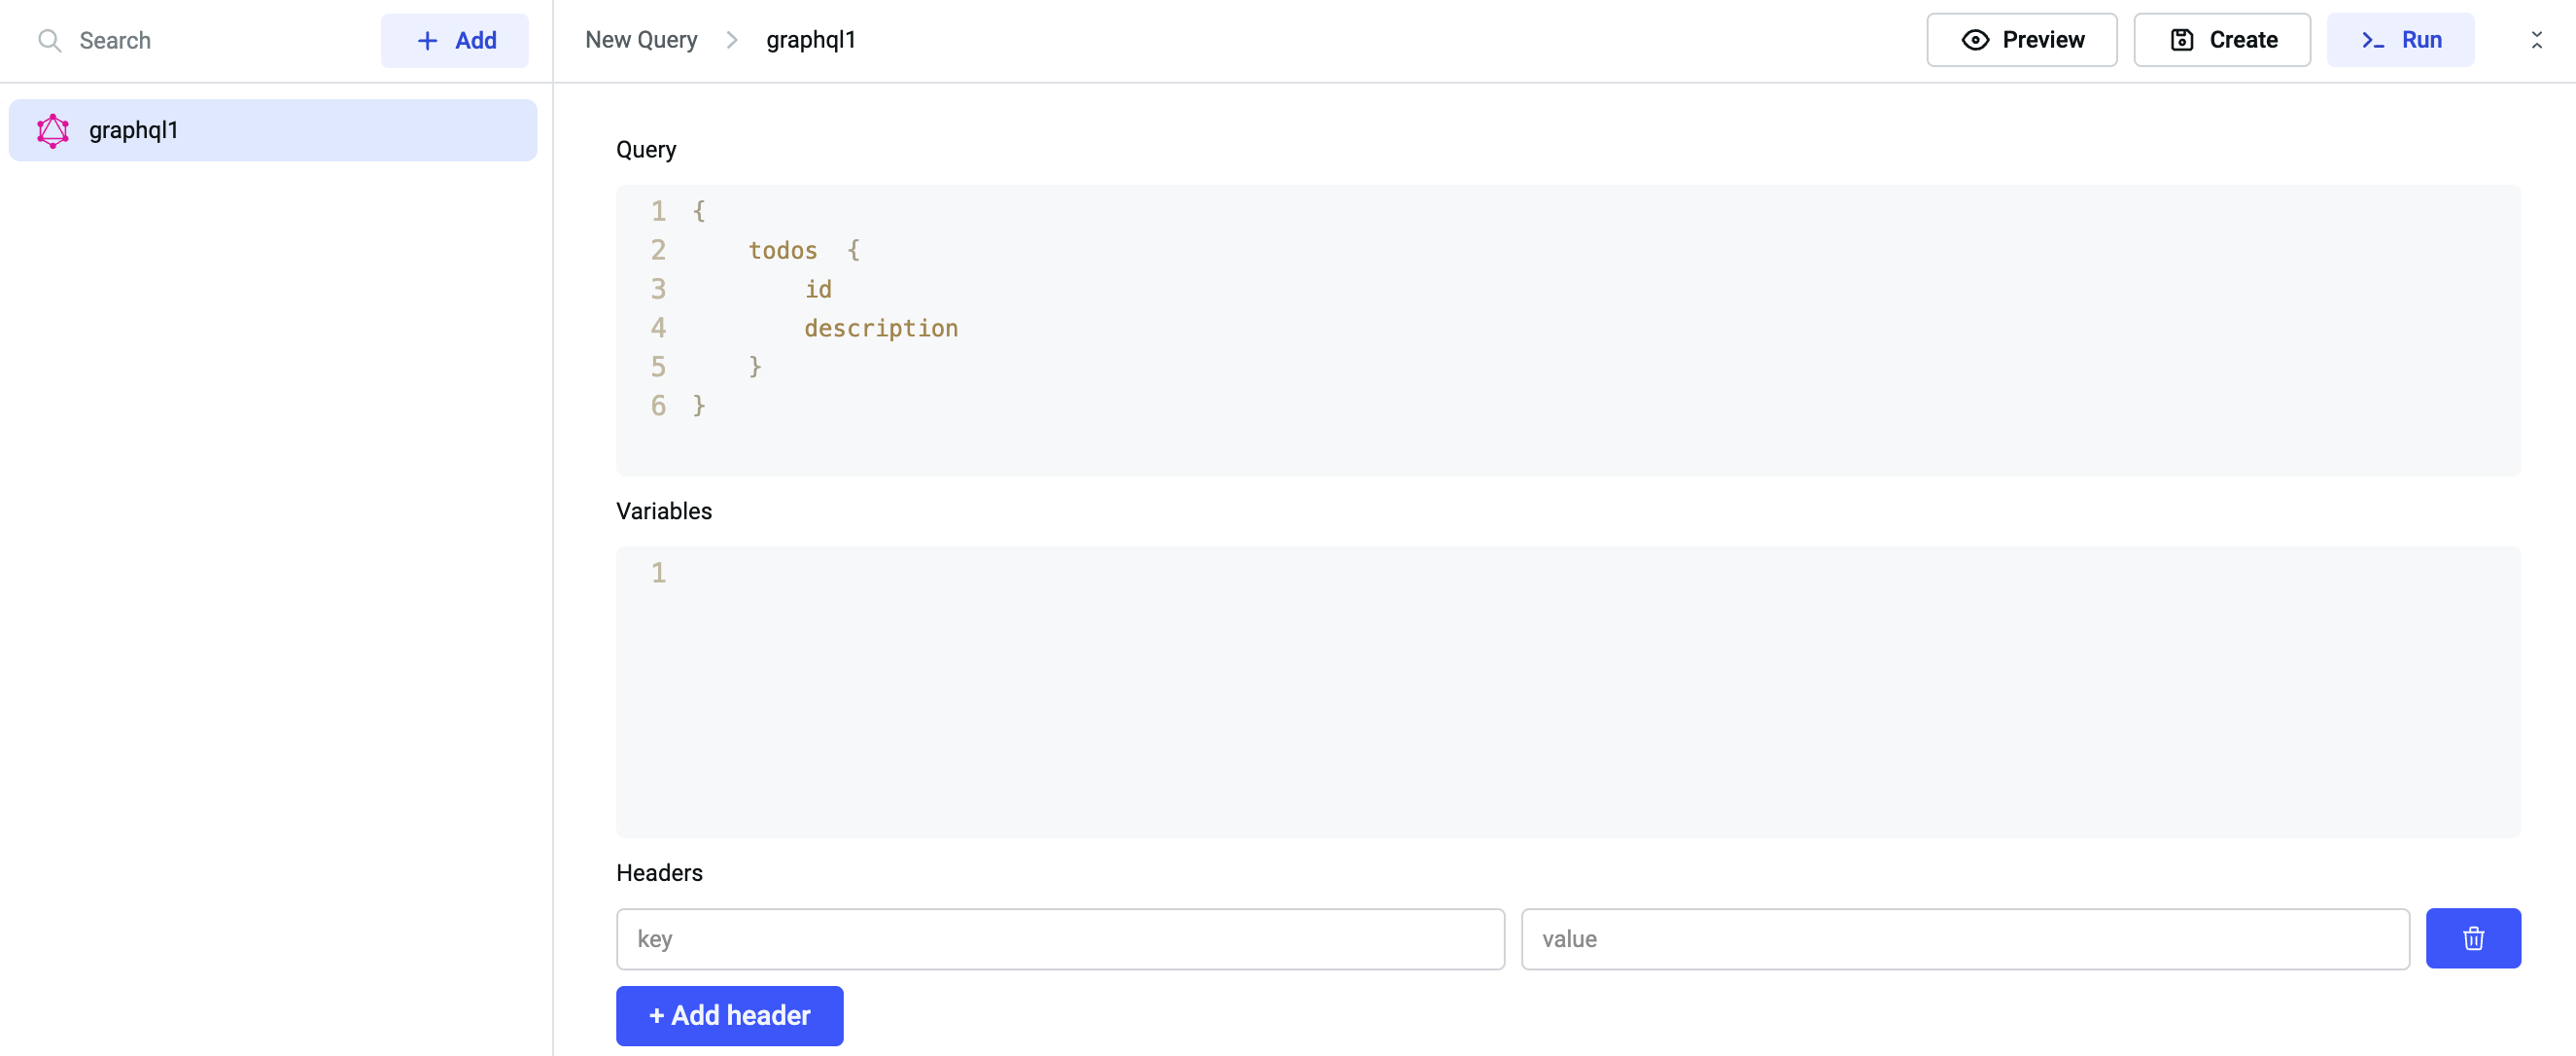 Search
+ Add
New Query > graphql1
Preview
Create
>_ Run
graphql1
Query
1 {
2     todos  {
3         id
4         description
5     }
6 }
Variables
1
Headers
key
value
+ Add header